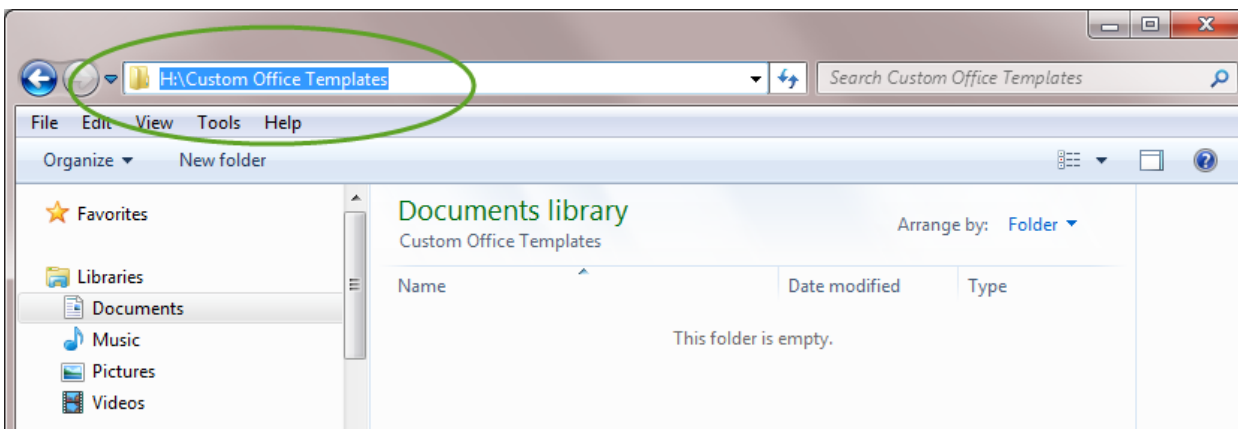 H:\Custom Office Templates
Search Custom Office Templates
File Edit View Tools Help
Organize New folder
Favorites
Documents library
Arrange by: Folder
Custom Office Templates
Libraries
Name Date modified Type
Documents
This folder is empty.
Music
Pictures
Videos